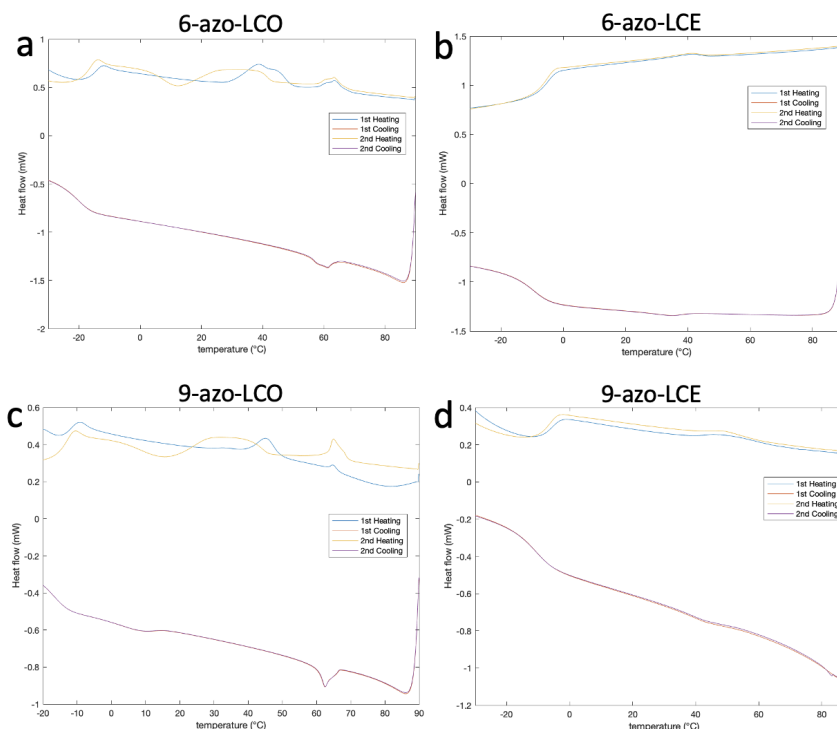 6-azo-LCO
6-azo-LCE
a
b
1
0.5
0
-0.5
-1
-1.5
-2
Heat flow (mW)
1st Heating
1st Cooling
2nd Heating
2nd Cooling
-20
0
20
40
60
80
temperature (°C)
1.5
1
0.5
0
-0.5
-1
-1.5
Heat flow (mW)
1st Heating
1st Cooling
2nd Heating
2nd Cooling
-20
0
20
40
60
80
temperature (°C)
9-azo-LCO
9-azo-LCE
c
d
0.6
0.4
0.2
0
-0.2
-0.4
-0.6
-0.8
-1
Heat flow (mW)
1st Heating
1st Cooling
2nd Heating
2nd Cooling
-20
-10
0
10
20
30
40
50
60
70
80
90
temperature (°C)
0.4
0.2
0
-0.2
-0.4
-0.6
-0.8
-1
-1.2
Heat flow (mW)
1st Heating
1st Cooling
2nd Heating
2nd Cooling
-20
0
20
40
60
80
temperature (°C)